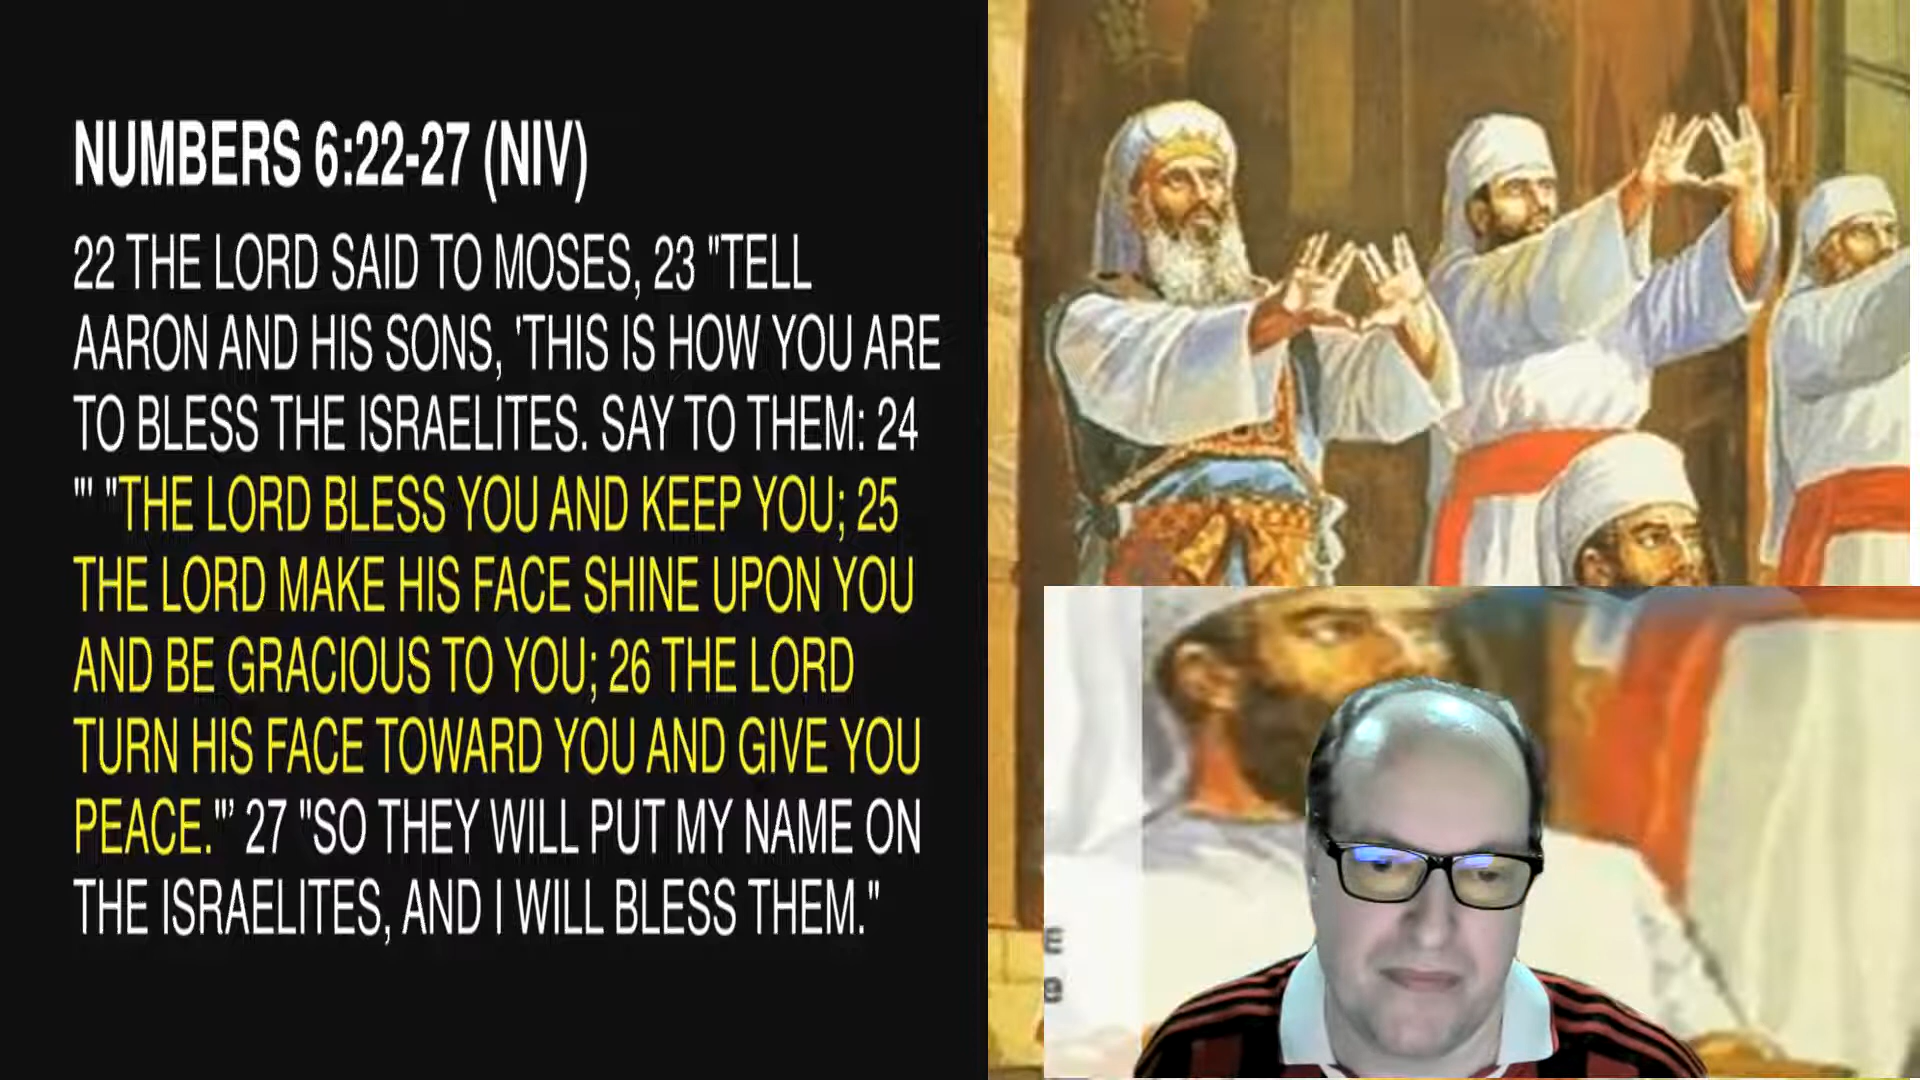 NUMBERS 6:22-27 (NIV)
22 THE LORD SAID TO MOSES, 23 "TELL
AARON AND HIS SONS, 'THIS IS HOW YOU ARE
TO BLESS THE ISRAELITES. SAY TO THEM: 24
"' "THE LORD BLESS YOU AND KEEP YOU; 25
THE LORD MAKE HIS FACE SHINE UPON YOU
AND BE GRACIOUS TO YOU; 26 THE LORD
TURN HIS FACE TOWARD YOU AND GIVE YOU
PEACE."' 27 "SO THEY WILL PUT MY NAME ON
THE ISRAELITES, AND I WILL BLESS THEM."